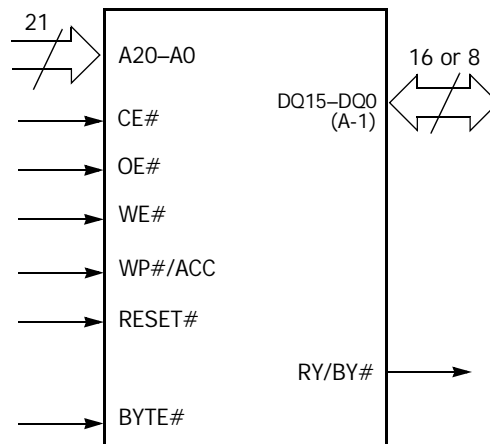 21
A20–A0
16 or 8
DQ15–DQ0
(A-1)
CE#
OE#
WE#
WP#/ACC
RESET#
RY/BY#
BYTE#